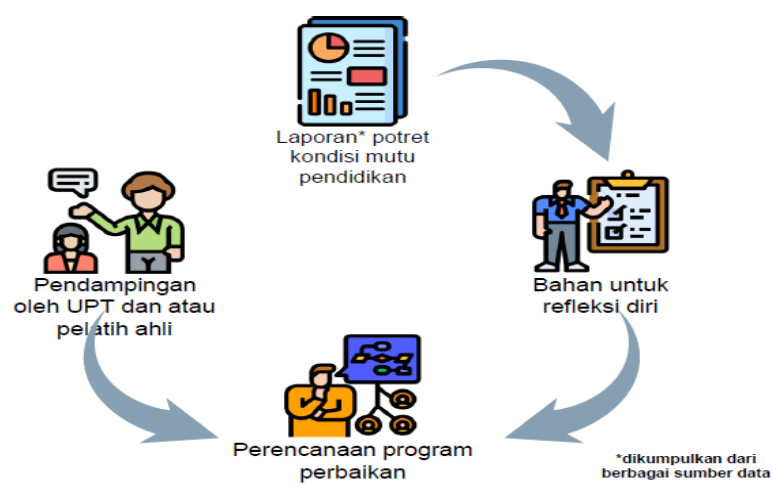 Laporan* potret
kondisi mutu
pendidikan
Pendampingan
oleh UPT dan atau
pelatih ahli
Bahan untuk
refleksi diri
Perencanaan program
perbaikan
*dikumpulkan dari
berbagai sumber data